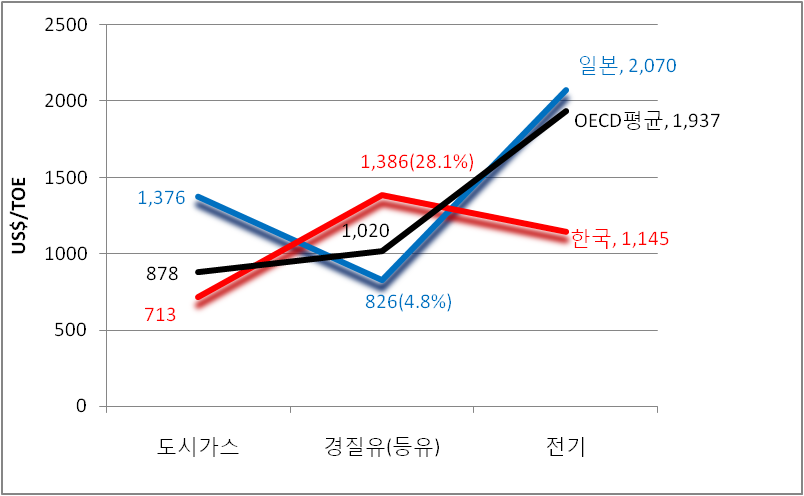 2500
2000
1500
1000
500
0
US$/TOE
일본, 2,070
OECD평균, 1,937
1,386(28.1%)
1,376
1,020
한국, 1,145
878
826(4.8%)
713
도시가스
경질유(등유)
전기